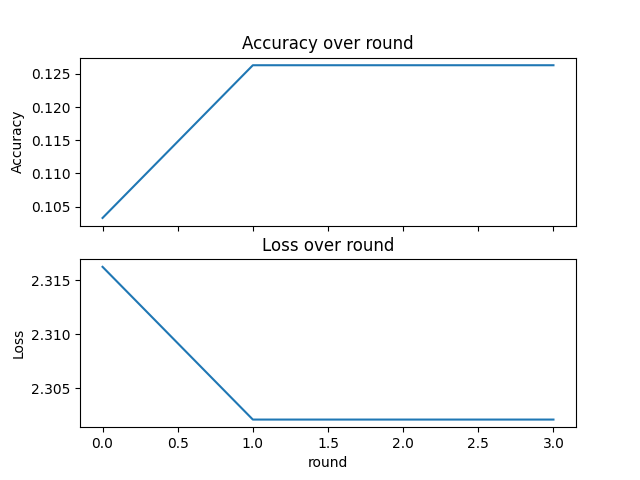 Accuracy over round
0.125
0.120
0.115
0.110
0.105
Accuracy
Loss over round
2.315
2.310
2.305
Loss
0.0 0.5 1.0 1.5 2.0 2.5 3.0
round